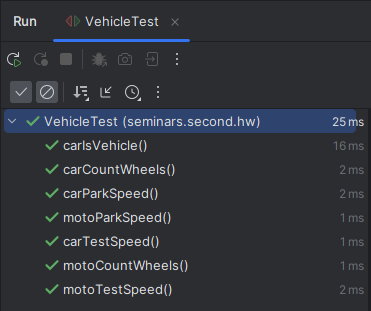 Run VehicleTest
VehicleTest (seminars.second.hw) 25 ms
carIsVehicle() 16 ms
carCountWheels() 2 ms
carParkSpeed() 2 ms
motoParkSpeed() 1 ms
carTestSpeed() 1 ms
motoCountWheels() 1 ms
motoTestSpeed() 2 ms